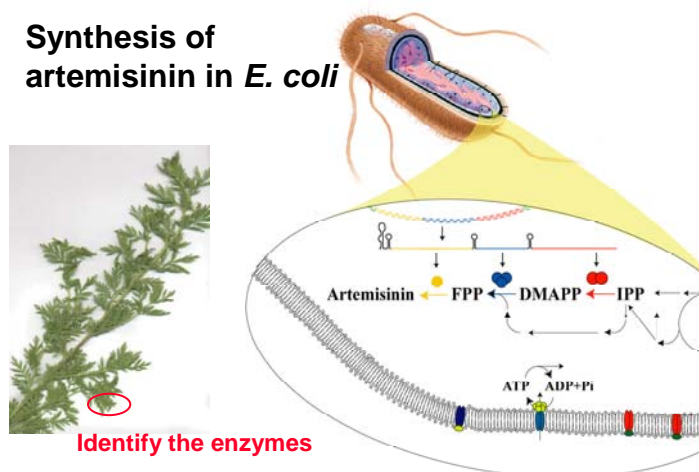 Synthesis of
artemisinin in E. coli
Artemisinin FPP DMAPP IPP
ATP ADP+Pi
Identify the enzymes